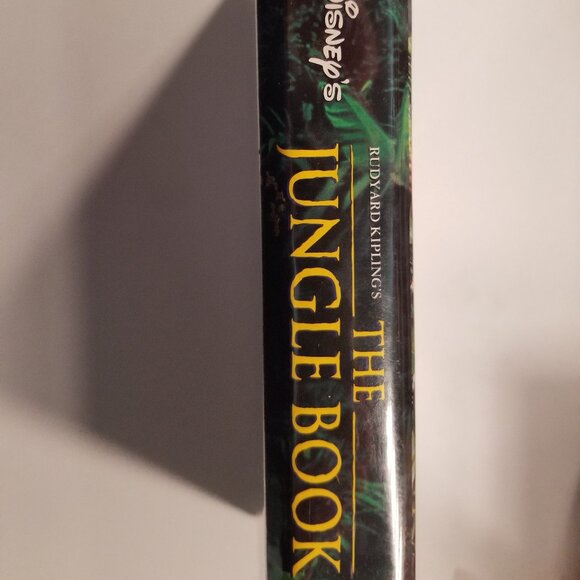 DISNEY'S
RUDYARD KIPLING'S
THE
JUNGLE BOOK